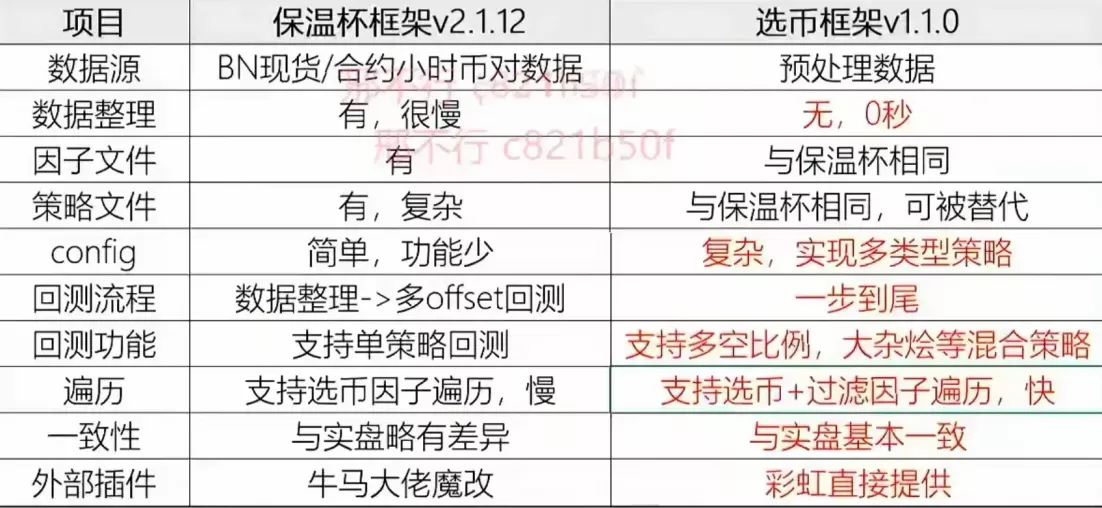 项目 保温杯框架v2.1.12 选币框架v1.1.0
数据源 BN现货/合约小时币对数据 预处理数据
数据整理 有，很慢 无，0秒
因子文件 有 与保温杯相同
策略文件 有，复杂 与保温杯相同，可被替代
config 简单，功能少 复杂，实现多类型策略
回测流程 数据整理->多offset回测 一步到尾
回测功能 支持单策略回测 支持多空比例，大杂烩等混合策略
遍历 支持选币因子遍历，慢 支持选币+过滤因子遍历，快
一致性 与实盘略有差异 与实盘基本一致
外部插件 牛马大佬魔改 彩虹直接提供
那不行 c821b50f
那不行 c821b50f